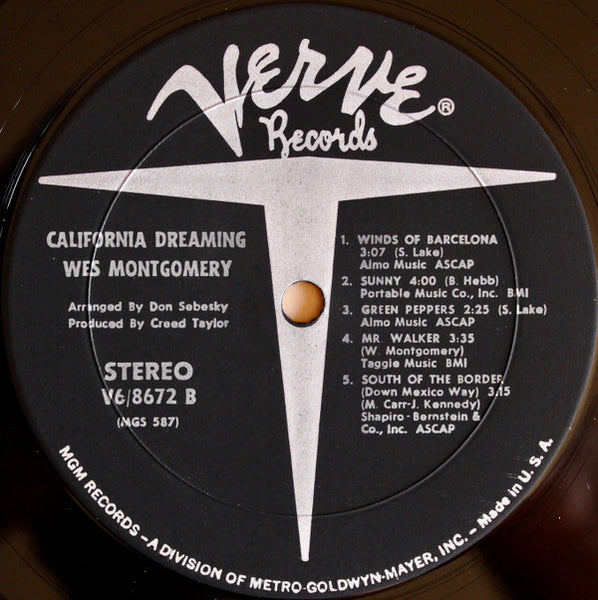 VERVE®
Records
CALIFORNIA DREAMING
WES MONTGOMERY
Arranged By Don Sebesky
Produced By Creed Taylor
STEREO
V6/8672 B
(MGS 587)
1. WINDS OF BARCELONA
3:07 (S. Lake)
Almo Music ASCAP
2. SUNNY 4:00 (B. Hebb)
Portable Music Co., Inc. BMI
3. GREEN PEPPERS 2:25 (S. Lake)
Almo Music ASCAP
4. MR. WALKER 3:35
(W. Montgomery)
Taggie Music BMI
5. SOUTH OF THE BORDER
(Down Mexico Way) 3.15
(M. Carr-J. Kennedy)
Shapiro-Bernstein &
Co., Inc. ASCAP
MGM RECORDS – A DIVISION OF METRO-GOLDWYN-MAYER, INC. – Made in U. S. A.